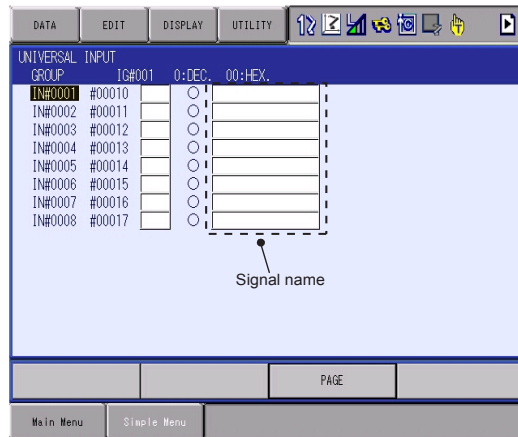 DATA EDIT DISPLAY UTILITY
UNIVERSAL INPUT
GROUP IG#001 0:DEC. 00:HEX.
IN#0001 #00010
IN#0002 #00011
IN#0003 #00012
IN#0004 #00013
IN#0005 #00014
IN#0006 #00015
IN#0007 #00016
IN#0008 #00017
Signal name
PAGE
Main Menu Simple Menu